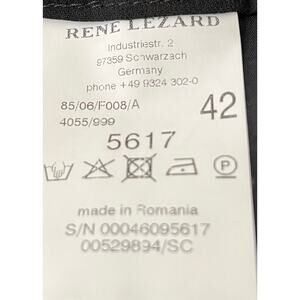 RENE LEZARD
Industriestr. 2
97359 Schwarzach
Germany
phone +49 9324 302-0
85/06/F008/A
4055/999
42
5617
P
made in Romania
S/N 00046095617
00529894/SC